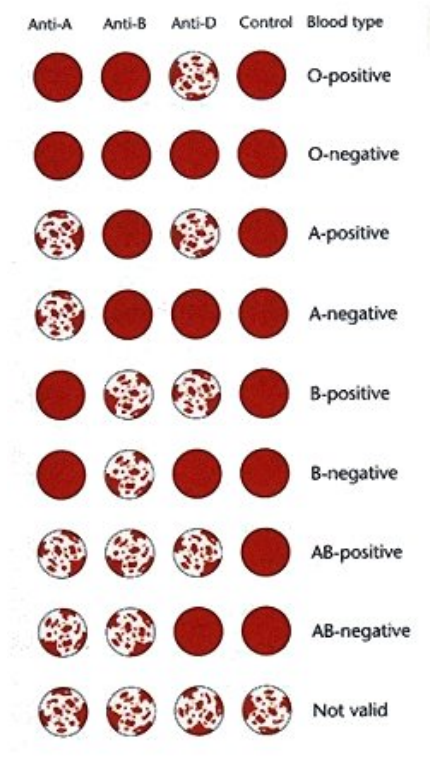 Anti-A Anti-B Anti-D Control Blood type
O-positive
O-negative
A-positive
A-negative
B-positive
B-negative
AB-positive
AB-negative
Not valid